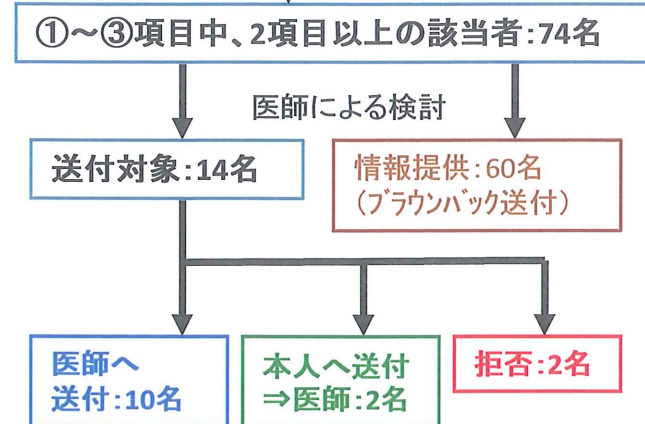 ①～③項目中、2項目以上の該当者:74名
医師による検討
送付対象:14名
情報提供:60名
(ブラウンバック送付)
医師へ
送付:10名
本人へ送付
⇒医師:2名
拒否:2名